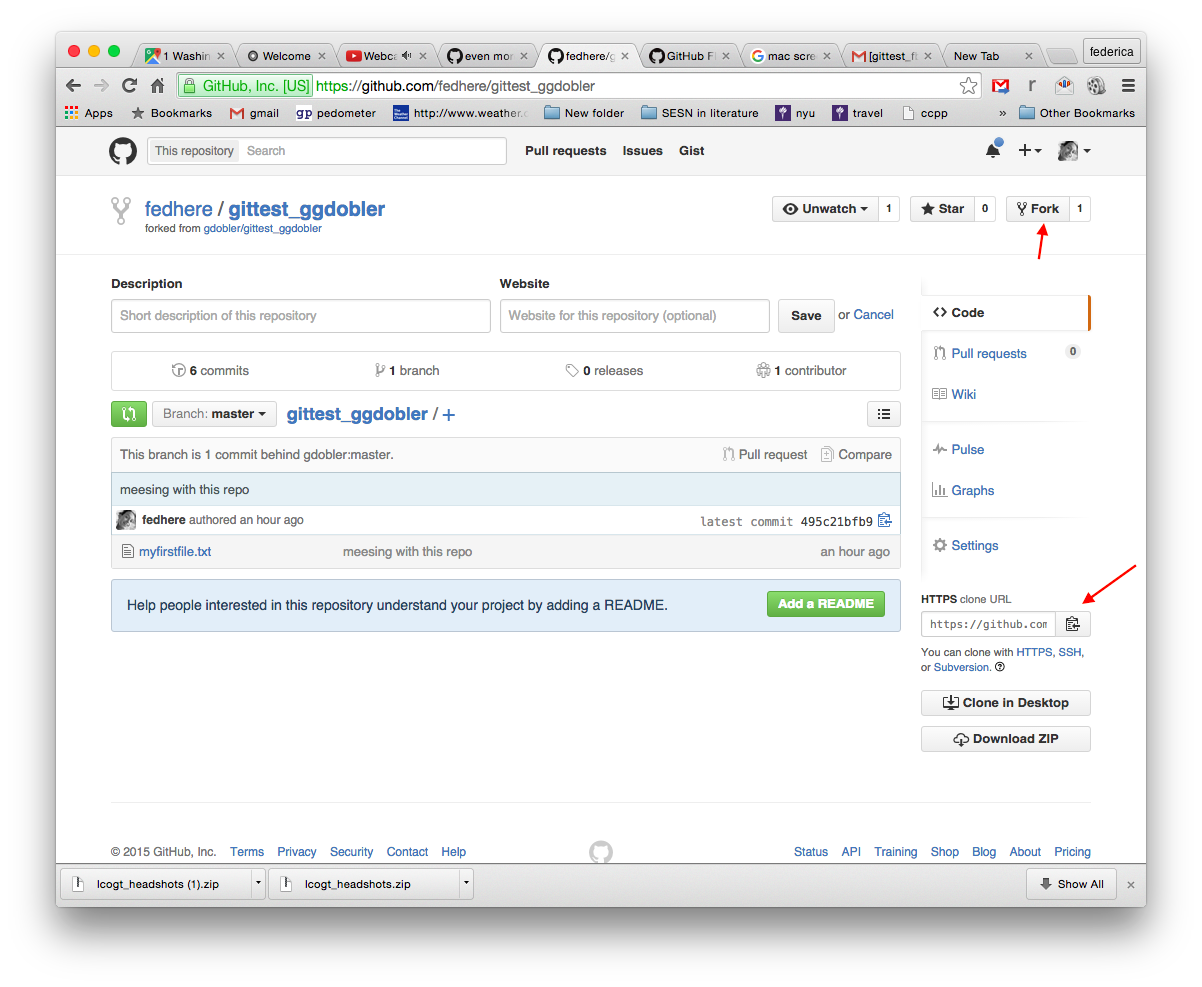 1 Washin
Welcome
Webca
even mor
fedhere/g
GitHub Fl
mac scre
[gittest_ft
New Tab
federica
GitHub, Inc. [US] https://github.com/fedhere/gittest_ggdobler
r
Apps Bookmarks gmail gp pedometer http://www.weather. New folder SESN in literature nyu travel ccpp » Other Bookmarks
This repository Search Pull requests Issues Gist
fedhere / gittest_ggdobler
forked from gdobler/gittest_ggdobler
Unwatch 1 Star 0 Fork 1
Description Website
Short description of this repository Website for this repository (optional) Save or Cancel
6 commits 1 branch 0 releases 1 contributor
Branch: master gittest_ggdobler / +
This branch is 1 commit behind gdobler:master. Pull request Compare
meesing with this repo
fedhere authored an hour ago latest commit 495c21bfb9
myfirstfile.txt meesing with this repo an hour ago
Help people interested in this repository understand your project by adding a README. Add a README
Code
Pull requests 0
Wiki
Pulse
Graphs
Settings
HTTPS clone URL
https://github.com
You can clone with HTTPS, SSH,
or Subversion.
Clone in Desktop
Download ZIP
© 2015 GitHub, Inc. Terms Privacy Security Contact Help Status API Training Shop Blog About Pricing
lcogt_headshots (1).zip lcogt_headshots.zip Show All